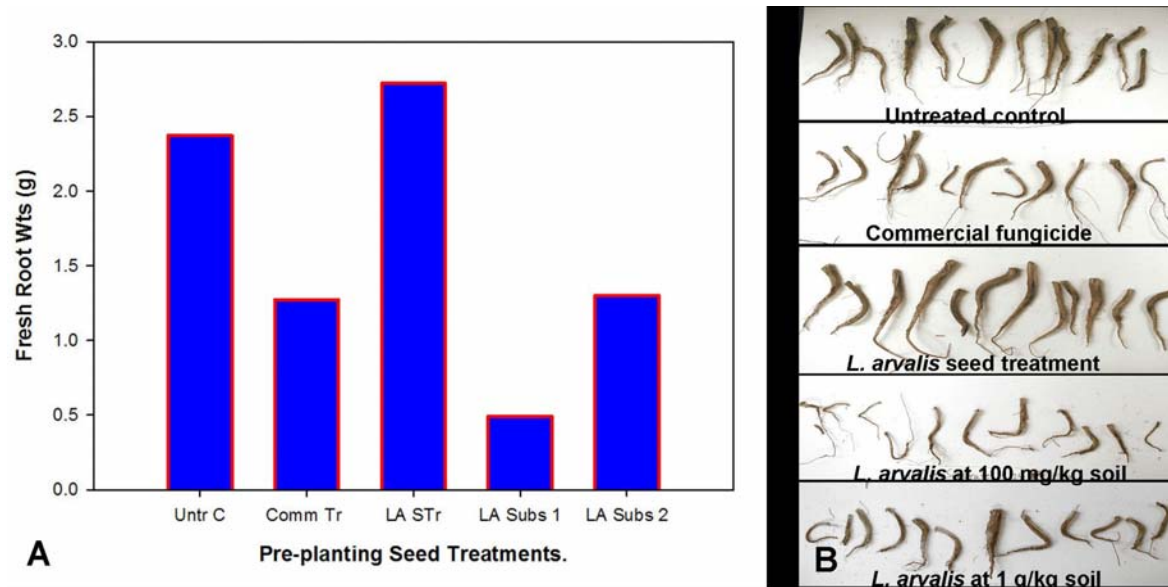 3.0
2.5
2.0
1.5
1.0
0.5
0.0
Fresh Root Wts (g)
Untr C Comm Tr LA STr LA Subs 1 LA Subs 2
Pre-planting Seed Treatments.
A
Untreated control
Commercial fungicide
L. arvalis seed treatment
L. arvalis at 100 mg/kg soil
L. arvalis at 1 g/kg soil
B